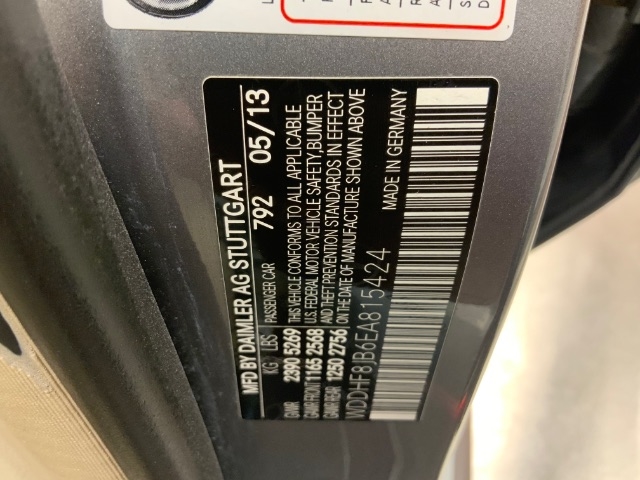 MFD BY DAIMLER AG STUTTGART
PASSENGER CAR 792 05/13
KG / LBS
GVWR 2390 5269
GAWR FRONT 1165 2568
GAWR REAR 1250 2756
THIS VEHICLE CONFORMS TO ALL APPLICABLE
U.S. FEDERAL MOTOR VEHICLE SAFETY, BUMPER
AND THEFT PREVENTION STANDARDS IN EFFECT
ON THE DATE OF MANUFACTURE SHOWN ABOVE
WDDHF8JB6EA815424
MADE IN GERMANY